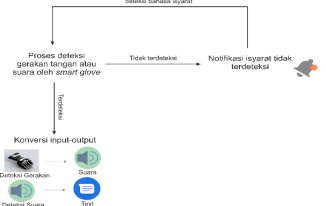 deteksi bahasa isyarat
Proses deteksi
gerakan tangan atau
suara oleh smart glove
Tidak terdeteksi
Notifikasi isyarat tidak
terdeteksi
Terdeteksi
Konversi input-output
Deteksi Gerakan
Suara
Deteksi Suara
Text